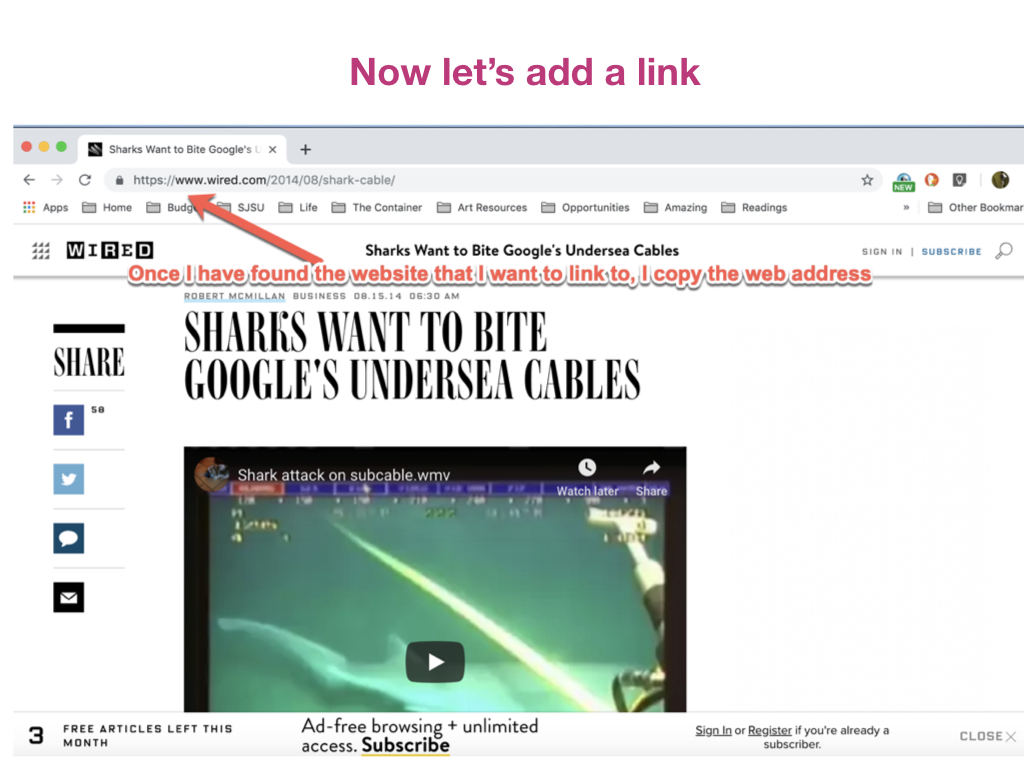 Now let's add a link
Sharks Want to Bite Google's U
https://www.wired.com/2014/08/shark-cable/
NEW
Apps Home Budg SJSU Life The Container Art Resources Opportunities Amazing Readings » Other Bookmar
WIRED Sharks Want to Bite Google's Undersea Cables SIGN IN | SUBSCRIBE
Once I have found the website that I want to link to, I copy the web address
ROBERT MCMILLAN BUSINESS 08.15.14 06:30 AM
SHARKS WANT TO BITE
GOOGLE'S UNDERSEA CABLES
SHARE
58
Shark attack on subcable.wmv
Watch later Share
3 FREE ARTICLES LEFT THIS
MONTH
Ad-free browsing + unlimited
access. Subscribe
Sign In or Register if you're already a
subscriber.
CLOSE X